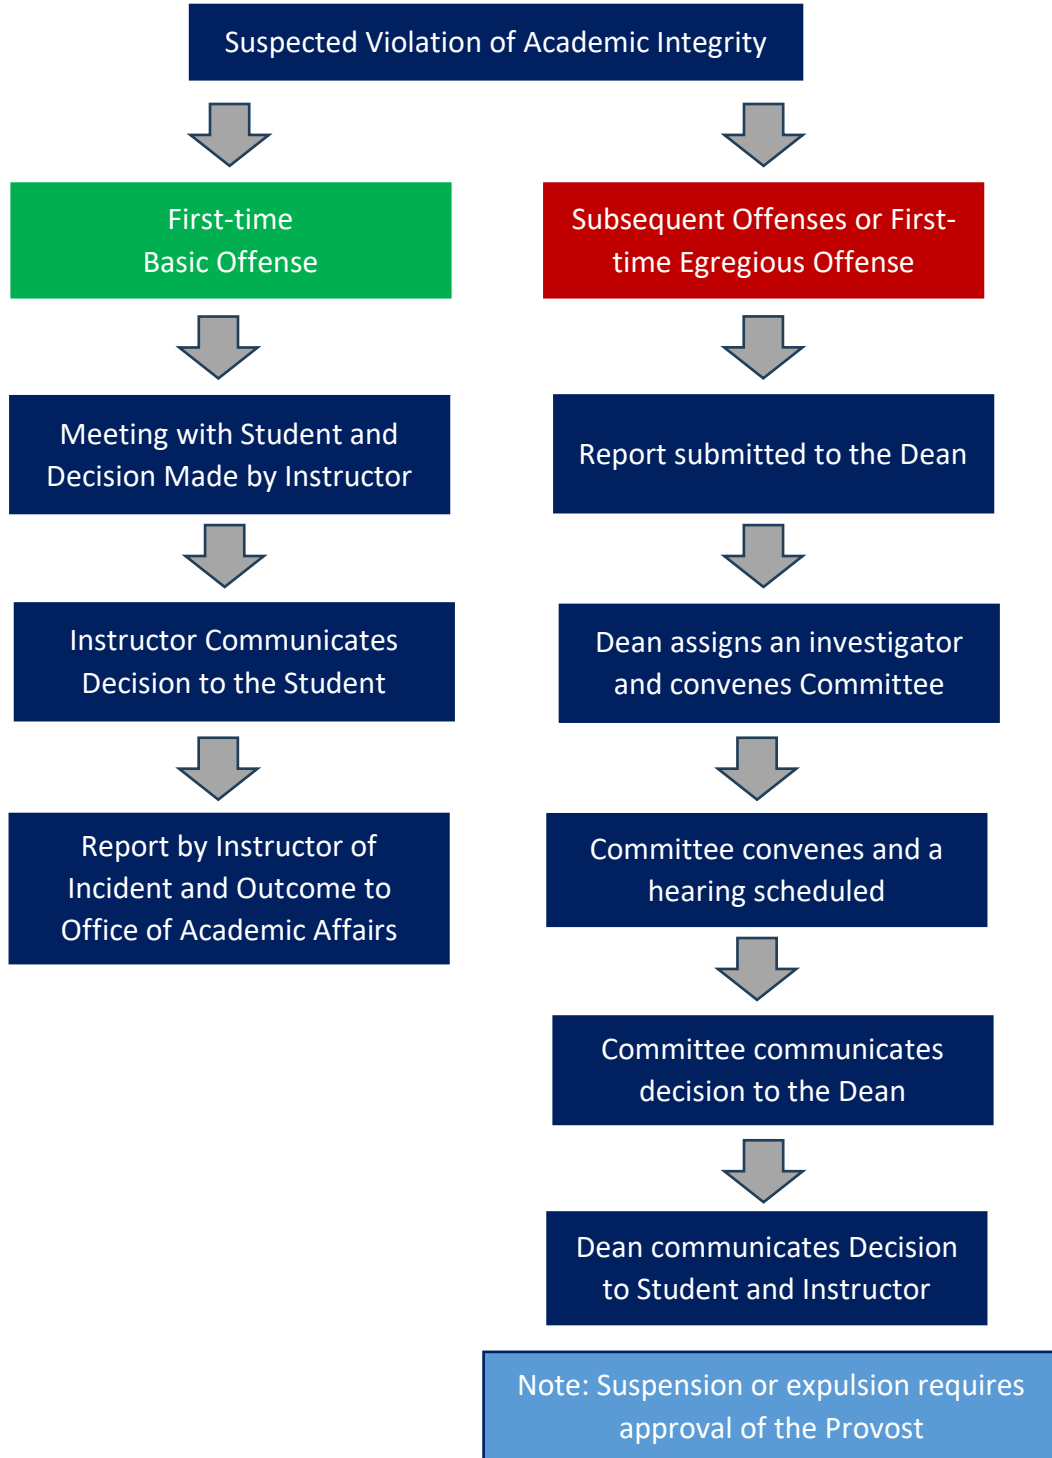 Suspected Violation of Academic Integrity
First-time
Basic Offense
Subsequent Offenses or First-
time Egregious Offense
Meeting with Student and
Decision Made by Instructor
Report submitted to the Dean
Instructor Communicates
Decision to the Student
Dean assigns an investigator
and convenes Committee
Report by Instructor of
Incident and Outcome to
Office of Academic Affairs
Committee convenes and a
hearing scheduled
Committee communicates
decision to the Dean
Dean communicates Decision
to Student and Instructor
Note: Suspension or expulsion requires
approval of the Provost